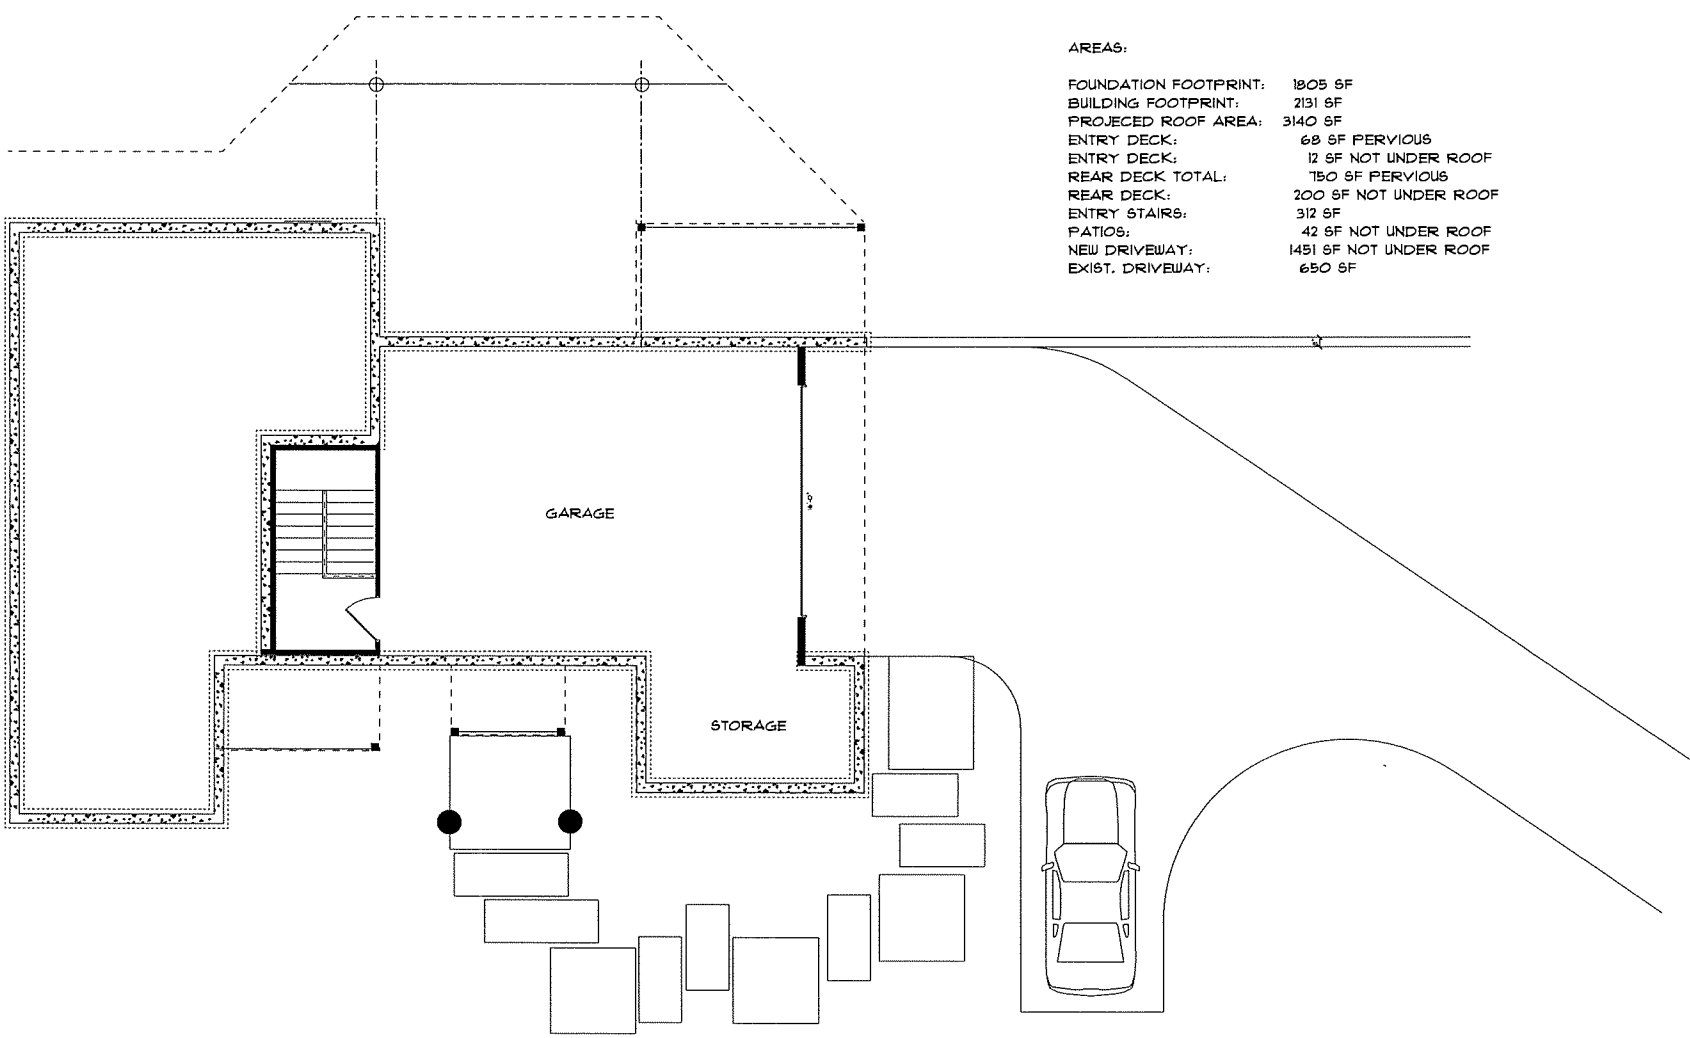 AREAS:
FOUNDATION FOOTPRINT: 1805 SF
BUILDING FOOTPRINT: 2131 SF
PROJECED ROOF AREA: 3140 SF
ENTRY DECK: 68 SF PERVIOUS
ENTRY DECK: 12 SF NOT UNDER ROOF
REAR DECK TOTAL: 750 SF PERVIOUS
REAR DECK: 200 SF NOT UNDER ROOF
ENTRY STAIRS: 312 SF
PATIOS: 42 SF NOT UNDER ROOF
NEW DRIVEWAY: 1451 SF NOT UNDER ROOF
EXIST. DRIVEWAY: 650 SF
GARAGE
STORAGE